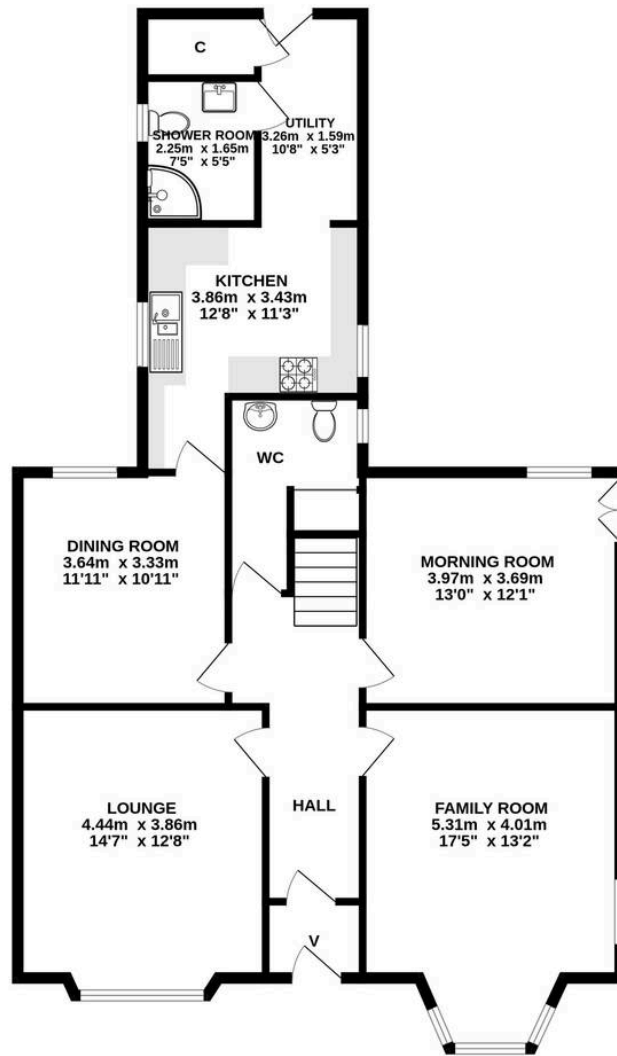 C
SHOWER ROOM
2.25m x 1.65m
7'5" x 5'5"
UTILITY
3.26m x 1.59m
10'8" x 5'3"
KITCHEN
3.86m x 3.43m
12'8" x 11'3"
WC
DINING ROOM
3.64m x 3.33m
11'11" x 10'11"
MORNING ROOM
3.97m x 3.69m
13'0" x 12'1"
LOUNGE
4.44m x 3.86m
14'7" x 12'8"
HALL
FAMILY ROOM
5.31m x 4.01m
17'5" x 13'2"
V